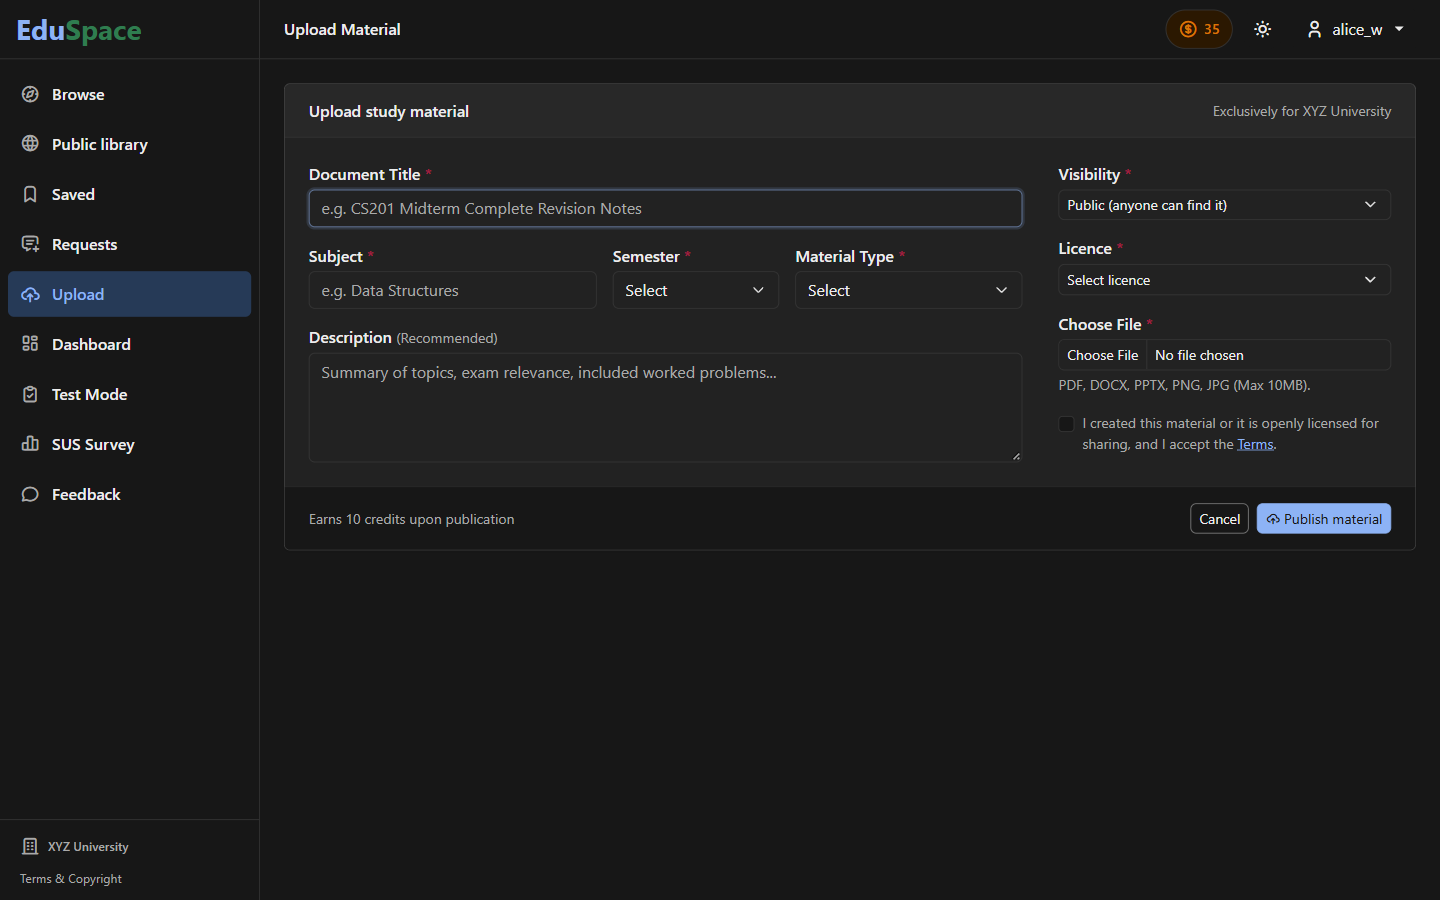 EduSpace
Upload Material
35
alice_w
Browse
Public library
Saved
Requests
Upload
Dashboard
Test Mode
SUS Survey
Feedback
XYZ University
Terms & Copyright
Upload study material
Exclusively for XYZ University
Document Title *
e.g. CS201 Midterm Complete Revision Notes
Subject *
Semester *
Material Type *
e.g. Data Structures
Select
Select
Description (Recommended)
Summary of topics, exam relevance, included worked problems...
Visibility *
Public (anyone can find it)
Licence *
Select licence
Choose File *
Choose File
No file chosen
PDF, DOCX, PPTX, PNG, JPG (Max 10MB).
I created this material or it is openly licensed for
sharing, and I accept the Terms.
Earns 10 credits upon publication
Cancel
Publish material